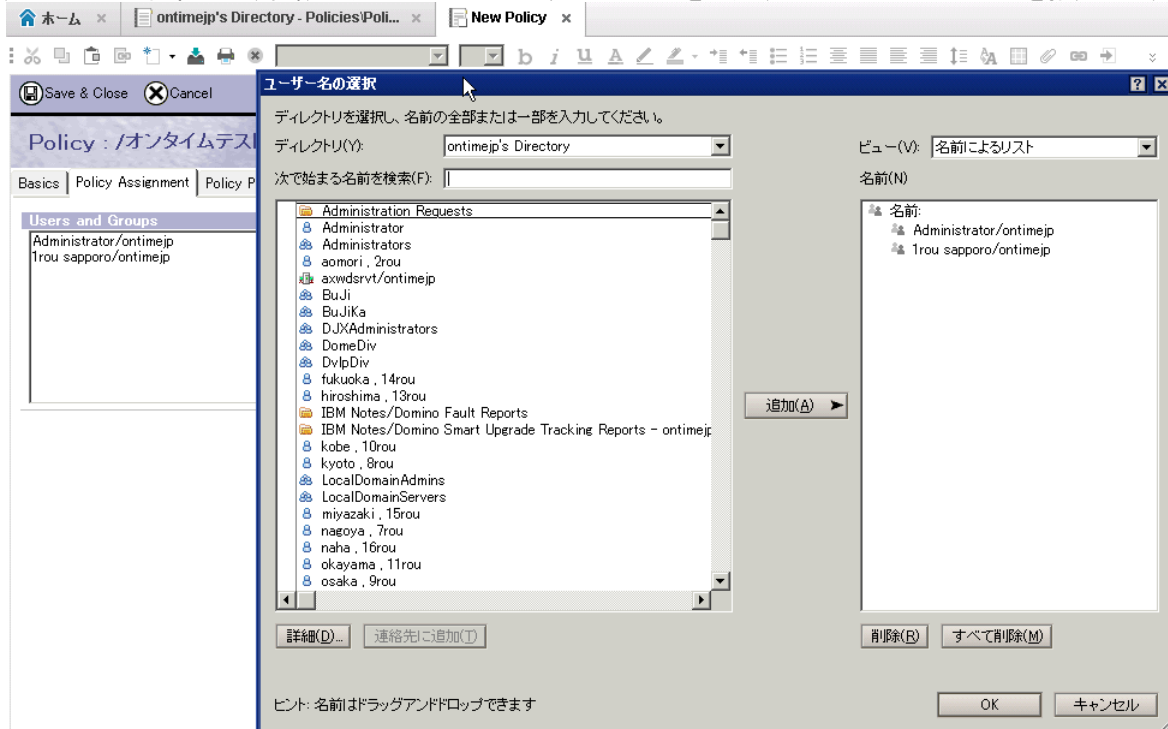 ホーム
ontimejp's Directory - Policies\Poli...
New Policy
b i u A
Save & Close Cancel
Policy : /オンタイムテスト
Basics Policy Assignment Policy P
Users and Groups
Administrator/ontimejp
1rou sapporo/ontimejp
ユーザー名の選択
ディレクトリを選択し、名前の全部または一部を入力してください。
ディレクトリ(Y): ontimejp's Directory
ビュー(V): 名前によるリスト
次で始まる名前を検索(F):
名前(N)
Administration Requests
Administrator
Administrators
aomori , 2rou
axwdsrvt/ontimejp
BuJi
BuJiKa
DJXAdministrators
DomeDiv
DvlpDiv
fukuoka , 14rou
hiroshima , 13rou
IBM Notes/Domino Fault Reports
IBM Notes/Domino Smart Upgrade Tracking Reports - ontimejp
kobe , 10rou
kyoto , 8rou
LocalDomainAdmins
LocalDomainServers
miyazaki , 15rou
nagoya , 7rou
naha , 16rou
okayama , 11rou
osaka , 9rou
追加(A)
名前:
Administrator/ontimejp
1rou sapporo/ontimejp
詳細(D)... 連絡先に追加(T)
削除(R) すべて削除(M)
ヒント: 名前はドラッグアンドドロップできます
OK キャンセル